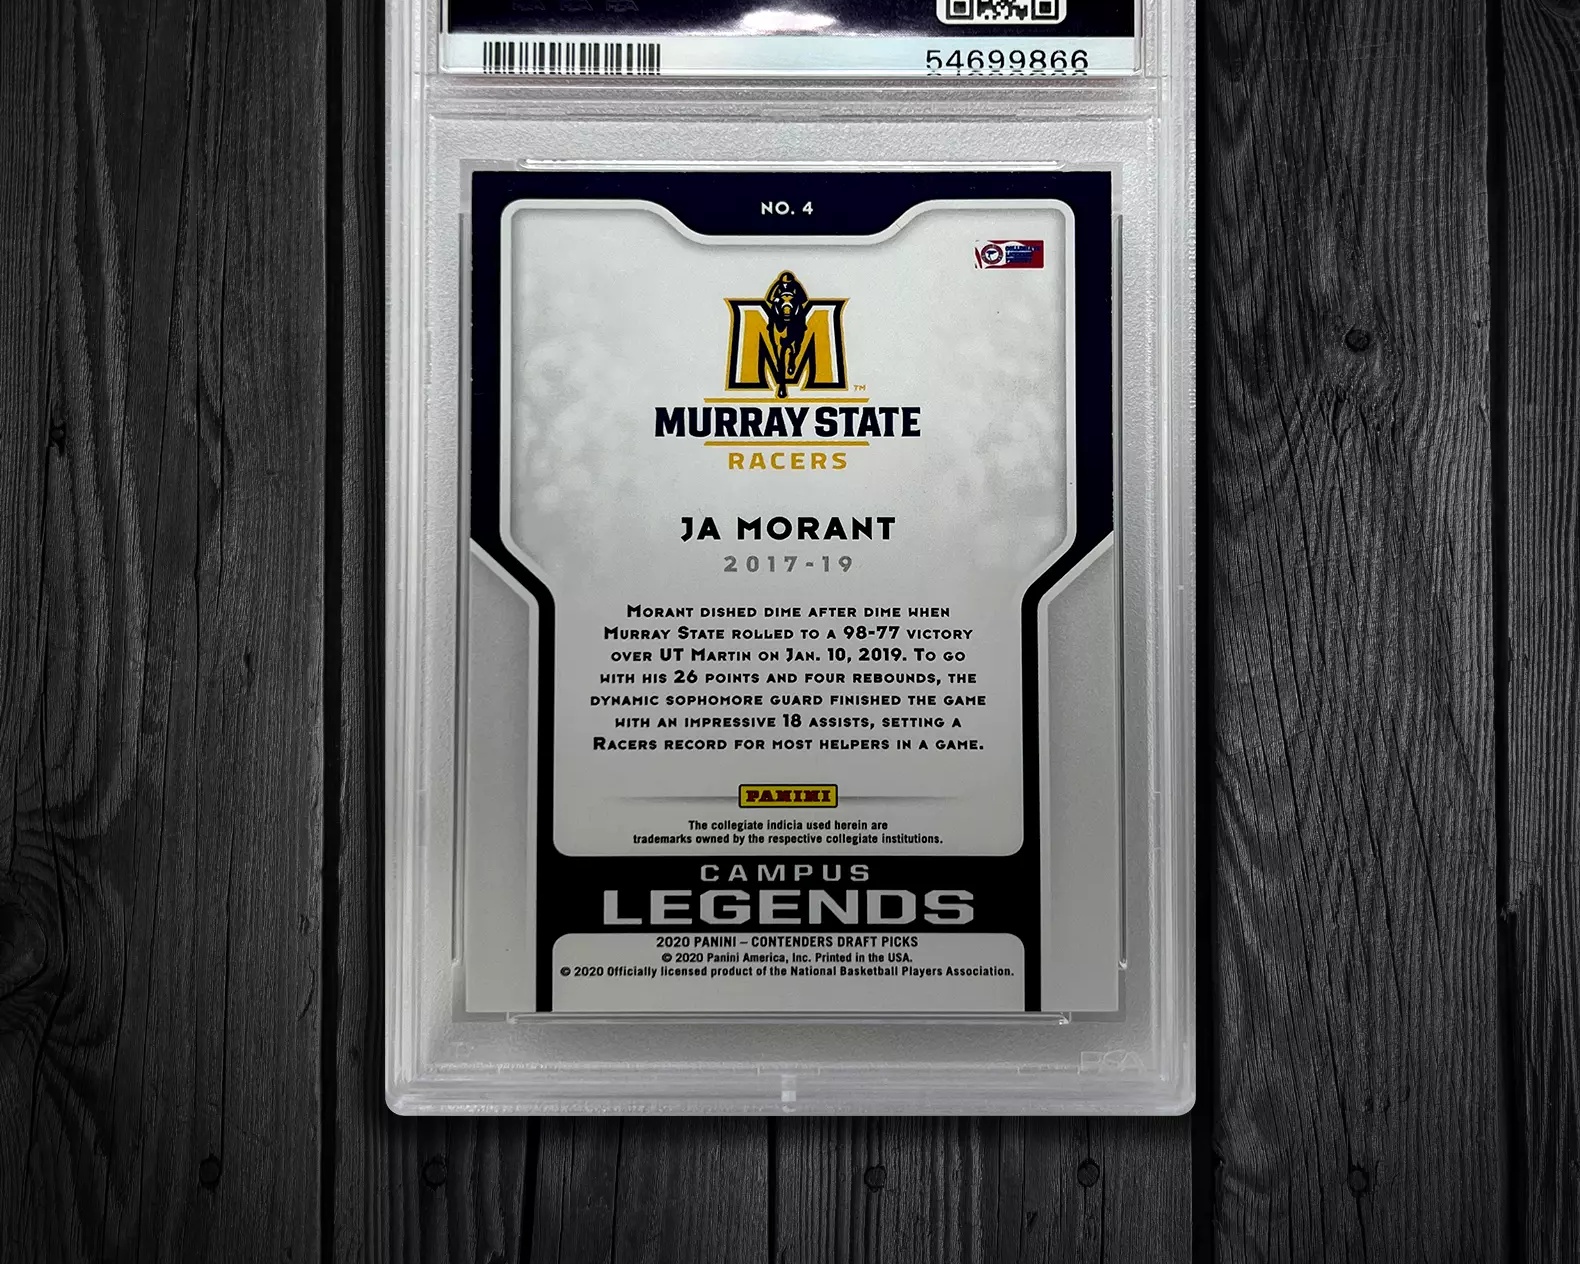 54699866
NO. 4
M
TM
MURRAY STATE
RACERS
JA MORANT
2017-19
MORANT DISHED DIME AFTER DIME WHEN
MURRAY STATE ROLLED TO A 98-77 VICTORY
OVER UT MARTIN ON JAN. 10, 2019. TO GO
WITH HIS 26 POINTS AND FOUR REBOUNDS, THE
DYNAMIC SOPHOMORE GUARD FINISHED THE GAME
WITH AN IMPRESSIVE 18 ASSISTS, SETTING A
RACERS RECORD FOR MOST HELPERS IN A GAME.
PANINI
The collegiate indicia used herein are
trademarks owned by the respective collegiate institutions.
CAMPUS
LEGENDS
2020 PANINI – CONTENDERS DRAFT PICKS
© 2020 Panini America, Inc. Printed in the USA.
© 2020 Officially licensed product of the National Basketball Players Association.
PSA